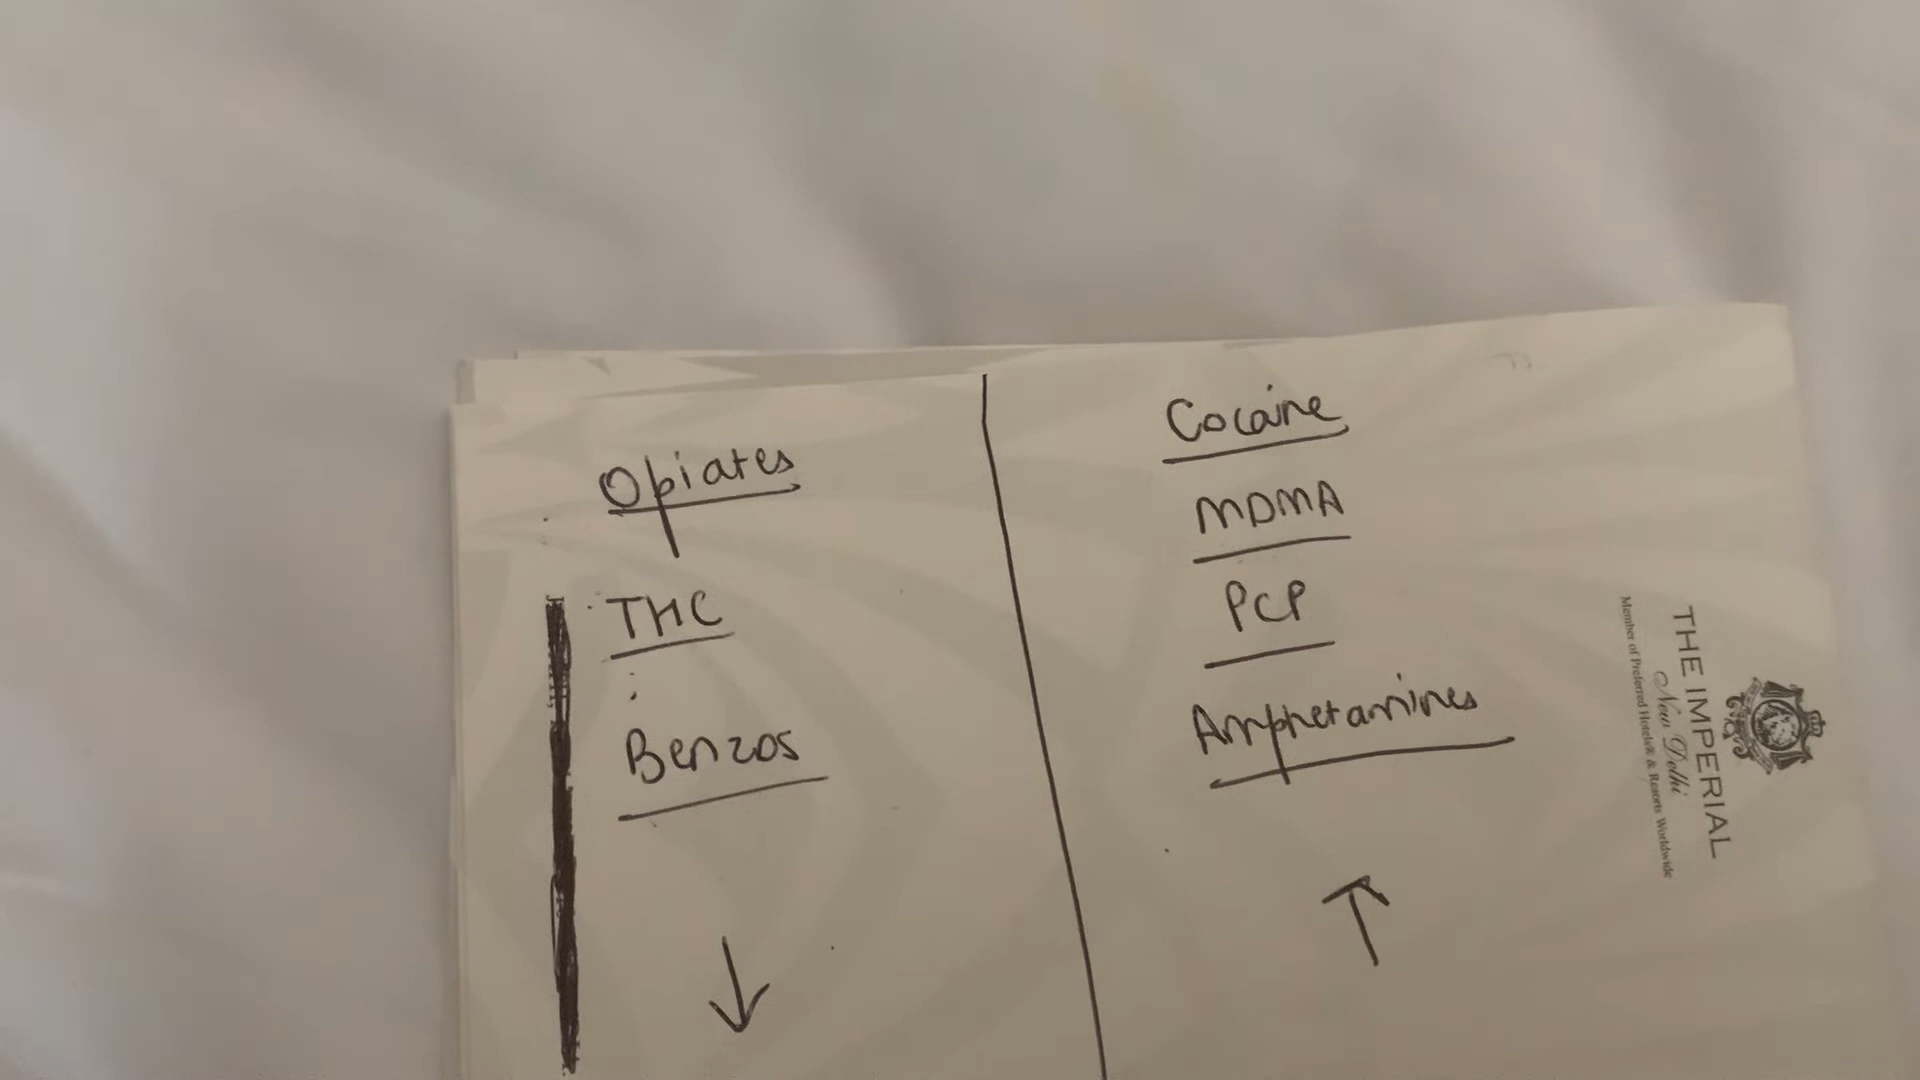 Opiates
THC
Benzos
↓
Cocaine
MDMA
PCP
Amphetamines
↑
THE IMPERIAL
New Delhi
Member of Preferred Hotels® & Resorts Worldwide